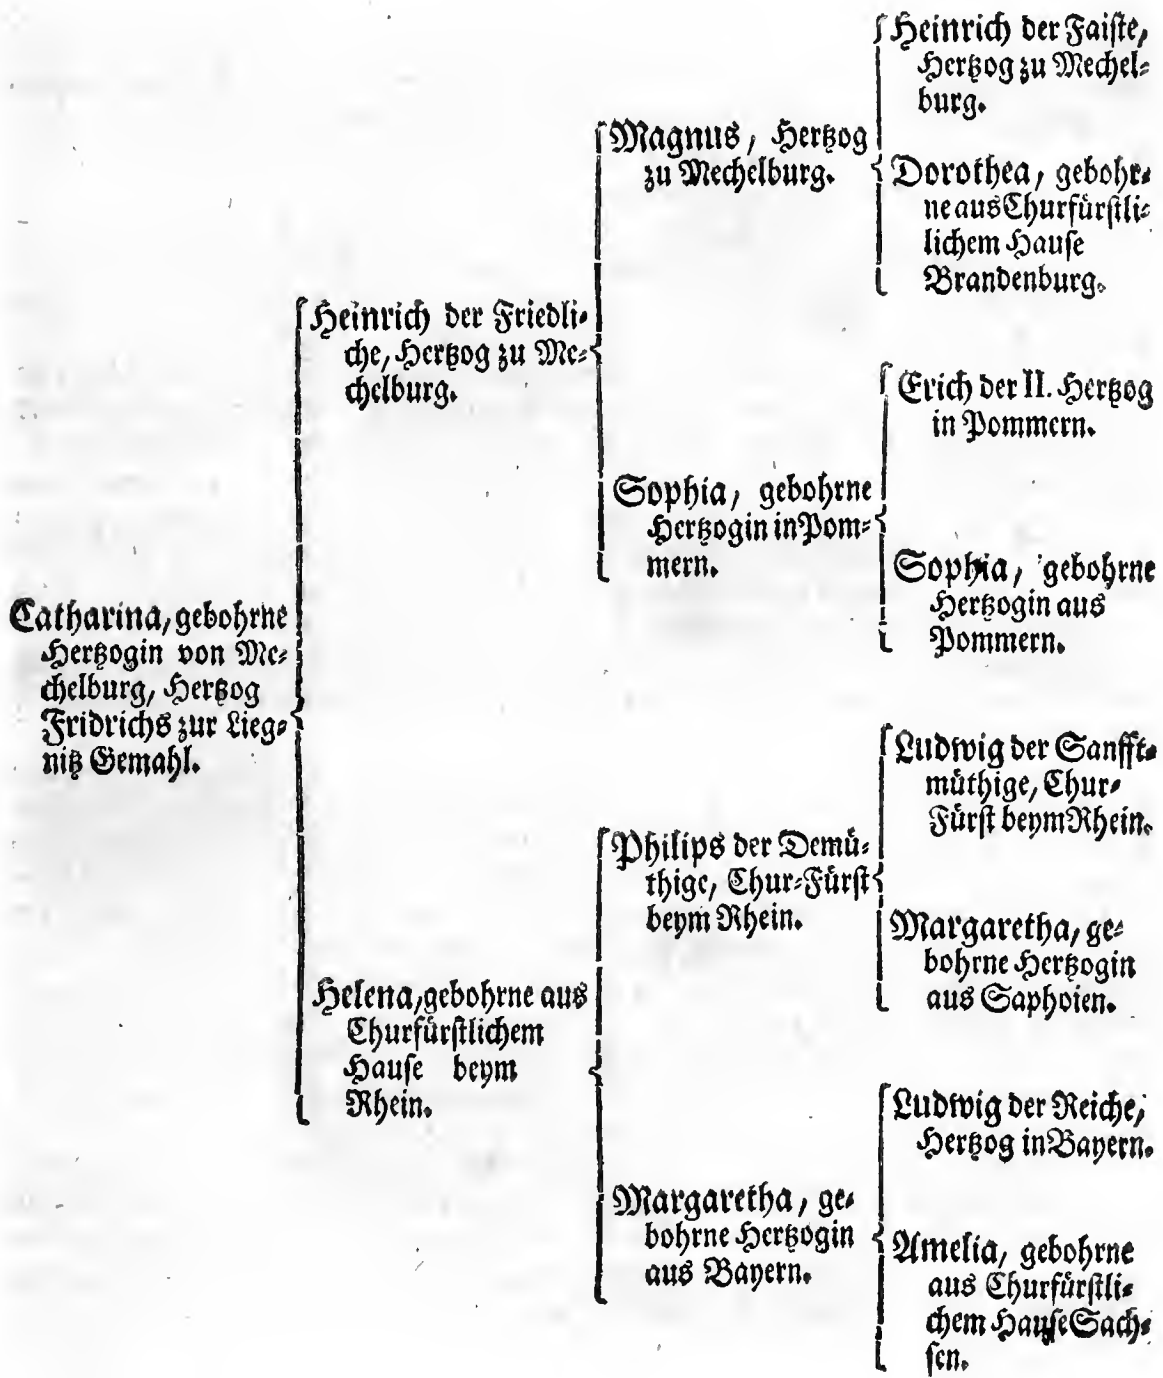 Catharina, gebohrne
Hertzogin von Me-
chelburg, Hertzog
Fridrichs zur Lieg-
nitz Gemahl.
Heinrich der Friedli-
che, Hertzog zu Me-
chelburg.
Magnus, Hertzog
zu Mechelburg.
Heinrich der Faiste,
Hertzog zu Mechel-
burg.
Dorothea, gebohr-
ne aus Churfürstli-
lichem Hause
Brandenburg.
Sophia, gebohrne
Hertzogin in Pom-
mern.
Erich der II. Hertzog
in Pommern.
Sophia, gebohrne
Hertzogin aus
Pommern.
Helena, gebohrne aus
Churfürstlichem
Hause beym
Rhein.
Philips der Demü-
thige, Chur-Fürst
beym Rhein.
Ludwig der Sanfft-
müthige, Chur-
Fürst beym Rhein.
Margaretha, ge-
bohrne Hertzogin
aus Saphoien.
Margaretha, ge-
bohrne Hertzogin
aus Bayern.
Ludwig der Reiche,
Hertzog in Bayern.
Amelia, gebohrne
aus Churfürstli-
chem Hause Sach-
sen.